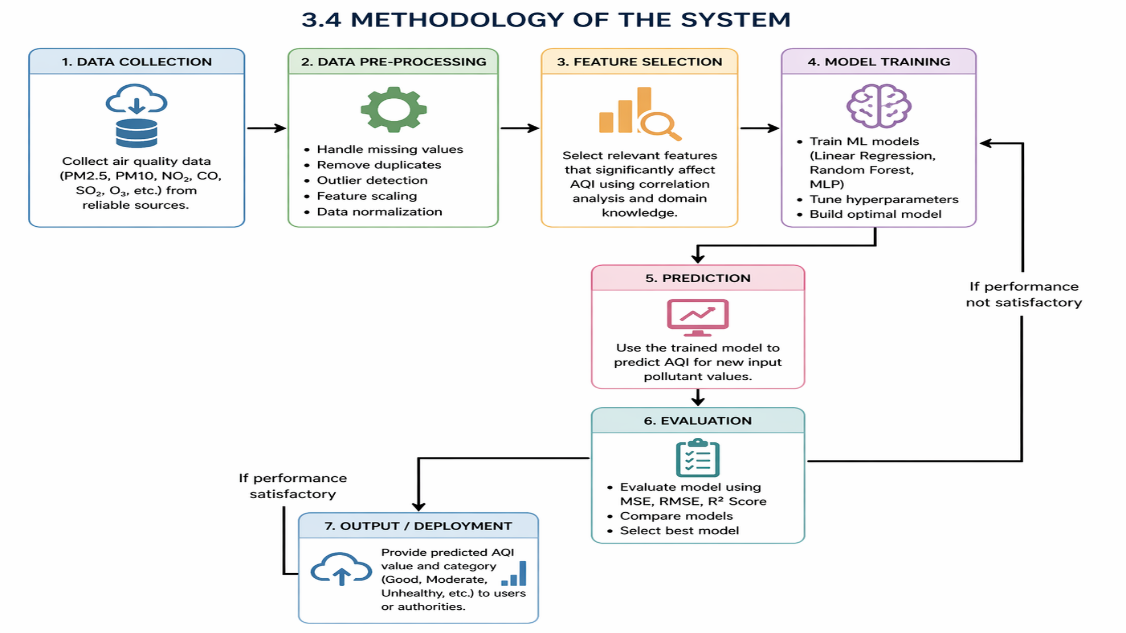 3.4 METHODOLOGY OF THE SYSTEM
1. DATA COLLECTION
Collect air quality data
(PM2.5, PM10, NO₂, CO,
SO₂, O₃, etc.) from
reliable sources.
2. DATA PRE-PROCESSING
• Handle missing values
• Remove duplicates
• Outlier detection
• Feature scaling
• Data normalization
3. FEATURE SELECTION
Select relevant features
that significantly affect
AQI using correlation
analysis and domain
knowledge.
4. MODEL TRAINING
• Train ML models
(Linear Regression,
Random Forest,
MLP)
• Tune hyperparameters
• Build optimal model
5. PREDICTION
Use the trained model to
predict AQI for new input
pollutant values.
If performance
not satisfactory
6. EVALUATION
• Evaluate model using
MSE, RMSE, R² Score
• Compare models
• Select best model
If performance
satisfactory
7. OUTPUT / DEPLOYMENT
Provide predicted AQI
value and category
(Good, Moderate,
Unhealthy, etc.) to users
or authorities.